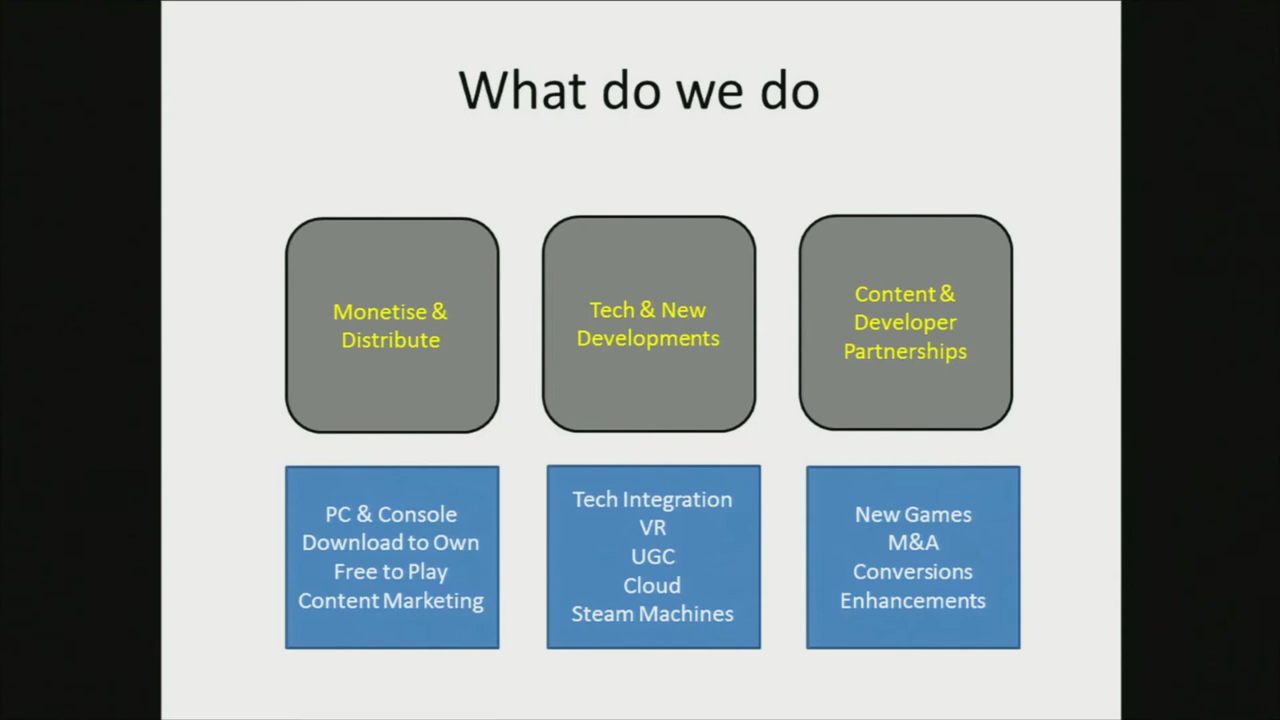 What do we do
Monetise &
Distribute
Tech & New
Developments
Content &
Developer
Partnerships
PC & Console
Download to Own
Free to Play
Content Marketing
Tech Integration
VR
UGC
Cloud
Steam Machines
New Games
M&A
Conversions
Enhancements